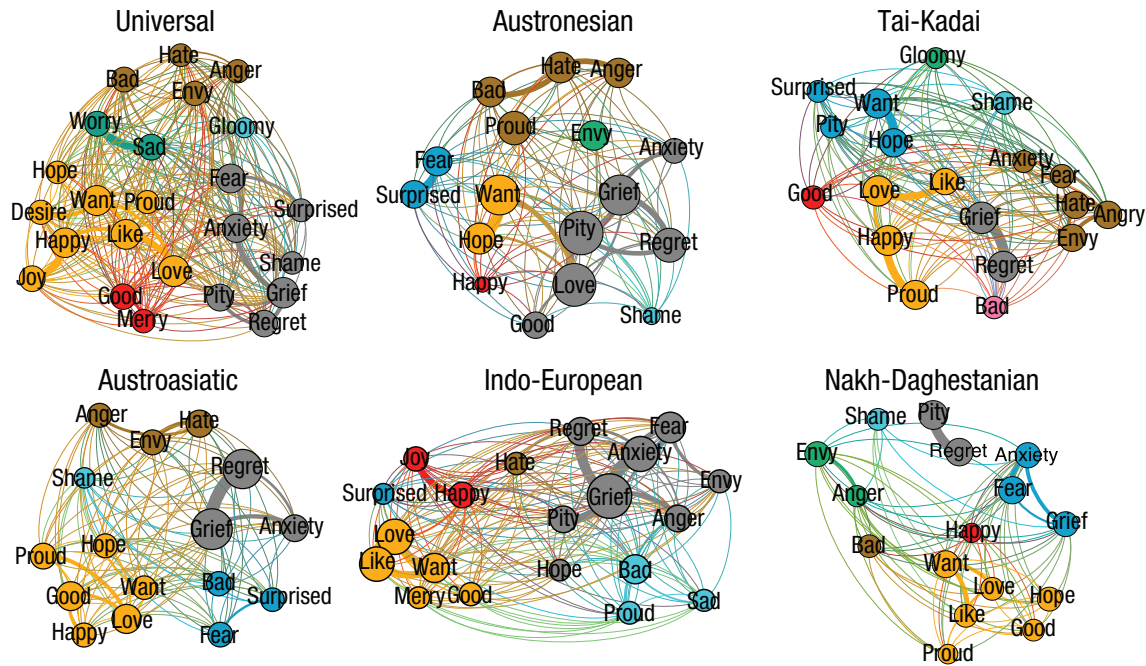 Universal
Hate
Bad
Anger
Envy
Worry
Gloomy
Sad
Hope
Fear
Want
Proud
Desire
Surprised
Happy
Like
Anxiety
Joy
Love
Shame
Good
Pity
Grief
Merry
Regret
Austronesian
Hate
Anger
Bad
Proud
Envy
Anxiety
Fear
Surprised
Want
Grief
Hope
Pity
Regret
Happy
Love
Good
Shame
Tai-Kadai
Gloomy
Surprised
Want
Shame
Pity
Hope
Anxiety
Fear
Good
Love
Like
Hate
Angry
Grief
Happy
Envy
Regret
Proud
Bad
Austroasiatic
Anger
Hate
Envy
Shame
Regret
Grief
Anxiety
Proud
Hope
Bad
Want
Good
Surprised
Love
Happy
Fear
Indo-European
Regret
Fear
Joy
Hate
Anxiety
Surprised
Happy
Grief
Envy
Pity
Anger
Love
Like
Want
Hope
Bad
Merry
Good
Proud
Sad
Nakh-Daghestanian
Shame
Pity
Envy
Regret
Anxiety
Anger
Fear
Grief
Happy
Bad
Want
Love
Hope
Like
Good
Proud